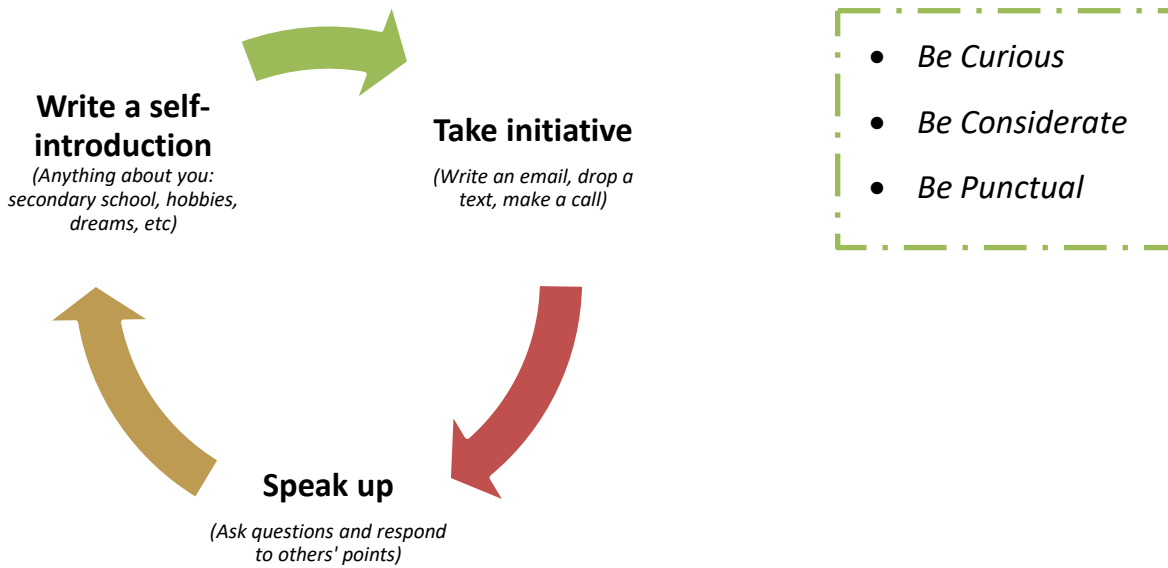 Write a self-
introduction
(Anything about you:
secondary school, hobbies,
dreams, etc)
Take initiative
(Write an email, drop a
text, make a call)
Speak up
(Ask questions and respond
to others' points)
• Be Curious
• Be Considerate
• Be Punctual